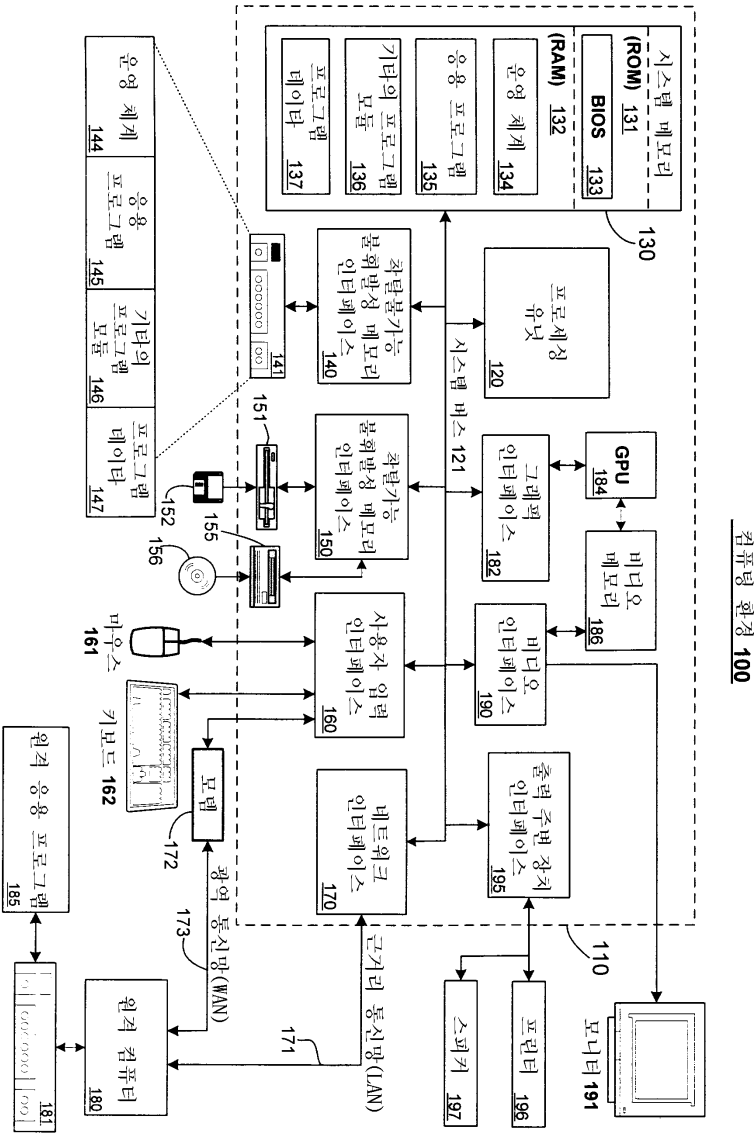 컴퓨팅 환경 100
시스템 메모리
(ROM) 131
BIOS
133
(RAM) 132
운영 체계
134
응용 프로그램
135
기타의 프로그램
모듈
136
프로그램
데이타
137
130
프로세싱
유닛
120
GPU
184
비디오
메모리
186
그래픽
인터페이스
182
비디오
인터페이스
190
출력 주변 장치
인터페이스
195
모니터 191
프린터
196
스피커
197
110
시스템 버스 121
착탈불가능
불휘발성 메모리
인터페이스
140
착탈가능
불휘발성 메모리
인터페이스
150
사용자 입력
인터페이스
160
네트워크
인터페이스
170
근거리 통신망(LAN)
171
141
151
152
155
156
마우스
161
키보드 162
모뎀
172
광역 통신망(WAN)
173
원격 컴퓨터
180
181
원격 응용 프로그램
185
운영 체계
144
응용
프로그램
145
기타의
프로그램
모듈
146
프로그램
데이타
147